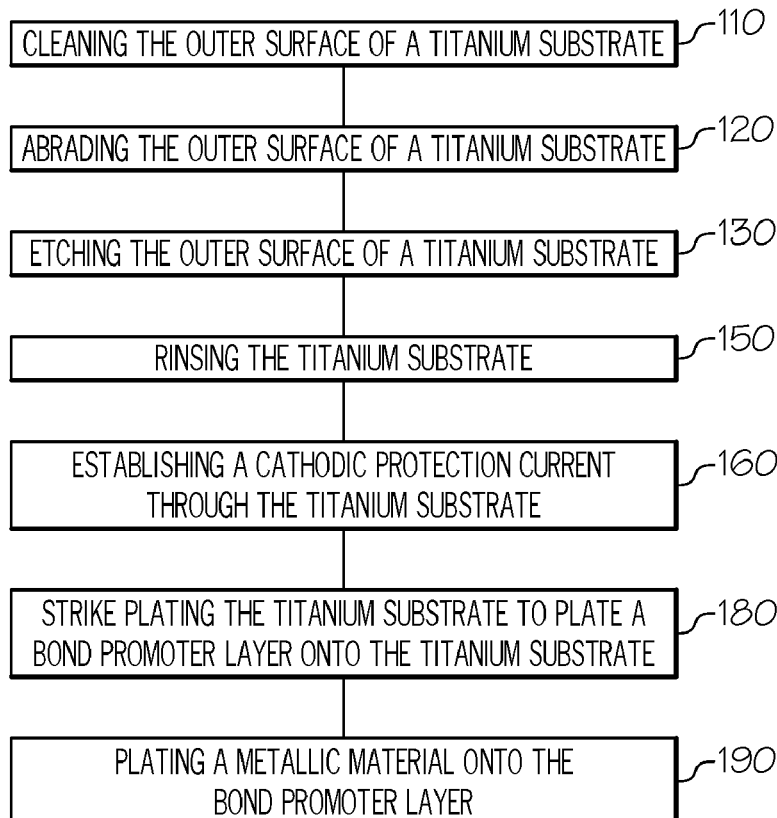 CLEANING THE OUTER SURFACE OF A TITANIUM SUBSTRATE 110
ABRADING THE OUTER SURFACE OF A TITANIUM SUBSTRATE 120
ETCHING THE OUTER SURFACE OF A TITANIUM SUBSTRATE 130
RINSING THE TITANIUM SUBSTRATE 150
ESTABLISHING A CATHODIC PROTECTION CURRENT 160
THROUGH THE TITANIUM SUBSTRATE
STRIKE PLATING THE TITANIUM SUBSTRATE TO PLATE A 180
BOND PROMOTER LAYER ONTO THE TITANIUM SUBSTRATE
PLATING A METALLIC MATERIAL ONTO THE 190
BOND PROMOTER LAYER